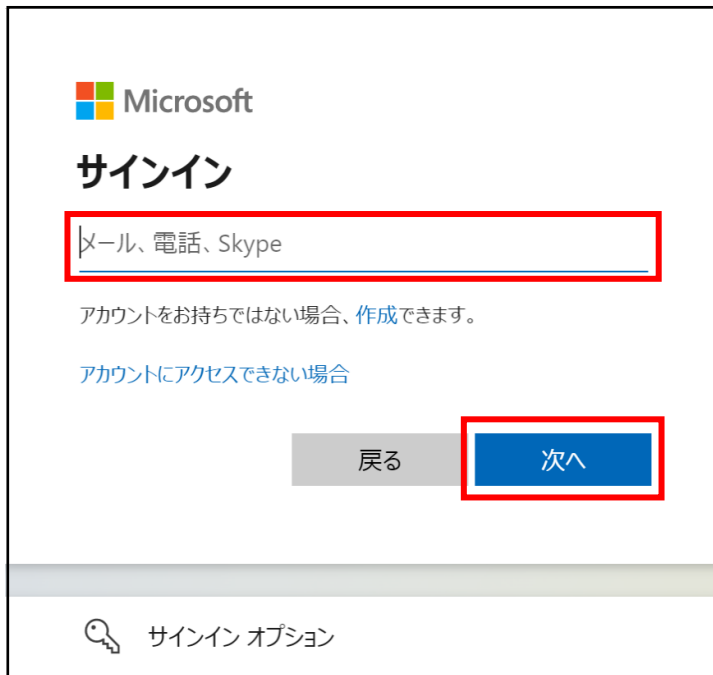 Microsoft
サインイン
メール、電話、Skype
アカウントをお持ちではない場合、作成できます。
アカウントにアクセスできない場合
戻る
次へ
サインイン オプション